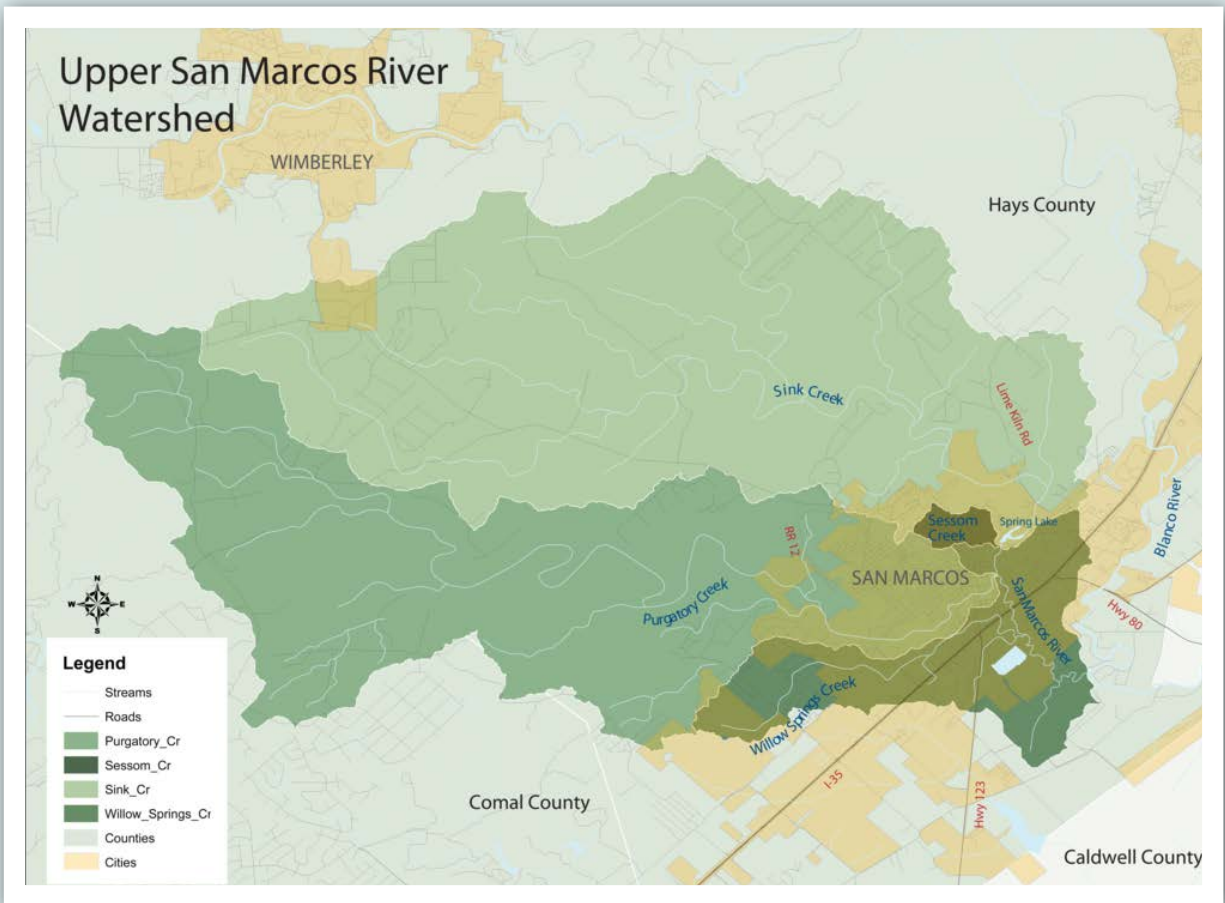 Upper San Marcos River
Watershed
WIMBERLEY
Hays County
Sink Creek
Lime Kiln Rd
Sessom
Creek
Spring Lake
Blanco River
RR 12
SAN MARCOS
Purgatory Creek
San Marcos River
Hwy 80
N
W
E
S
Willow Springs Creek
I-35
Hwy 123
Comal County
Caldwell County
Legend
Streams
Roads
Purgatory_Cr
Sessom_Cr
Sink_Cr
Willow_Springs_Cr
Counties
Cities